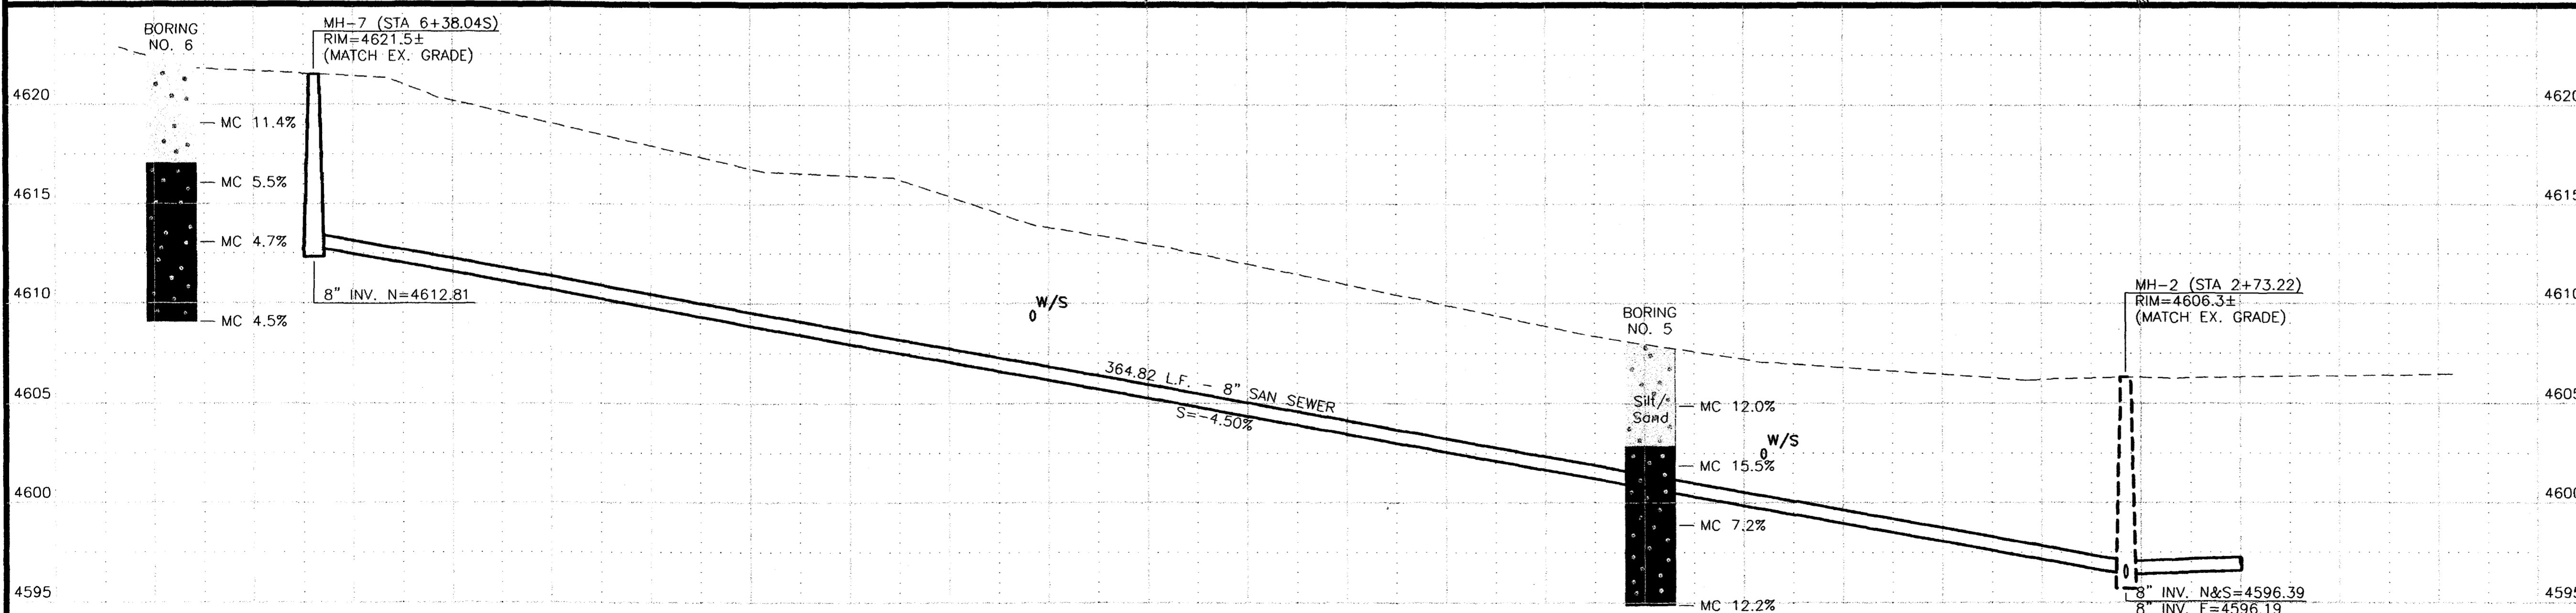 BORING
NO. 6
MH-7 (STA 6+38.04S)
RIM=4621.5±
(MATCH EX. GRADE)
4620
4620
MC 11.4%
MC 5.5%
4615
4615
MC 4.7%
8" INV. N=4612.81
MC 4.5%
4610
4610
W/S
MH-2 (STA 2+73.22)
RIM=4606.3±
(MATCH EX. GRADE)
BORING
NO. 5
364.82 L.F. - 8" SAN SEWER
S=-4.50%
4605
4605
Silt/
Sand
MC 12.0%
W/S
MC 15.5%
4600
4600
MC 7.2%
4595
4595
MC 12.2%
8" INV. N&S=4596.39
8" INV. E=4596.19